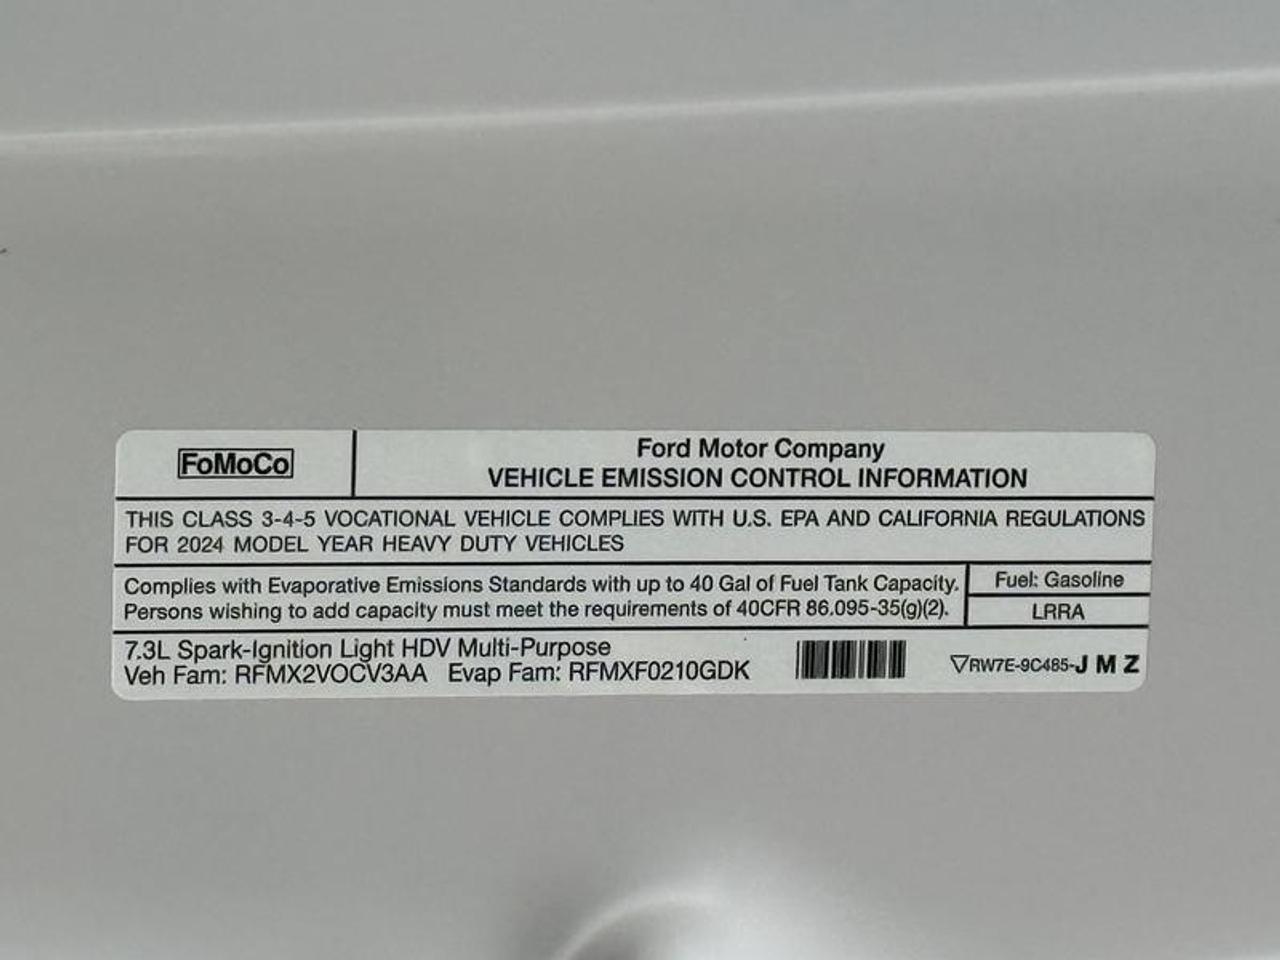 FoMoCo
Ford Motor Company
VEHICLE EMISSION CONTROL INFORMATION
THIS CLASS 3-4-5 VOCATIONAL VEHICLE COMPLIES WITH U.S. EPA AND CALIFORNIA REGULATIONS
FOR 2024 MODEL YEAR HEAVY DUTY VEHICLES
Complies with Evaporative Emissions Standards with up to 40 Gal of Fuel Tank Capacity.
Persons wishing to add capacity must meet the requirements of 40CFR 86.095-35(g)(2).
Fuel: Gasoline
LRRA
7.3L Spark-Ignition Light HDV Multi-Purpose
Veh Fam: RFMX2VOCV3AA Evap Fam: RFMXF0210GDK
▽RW7E-9C485-J M Z